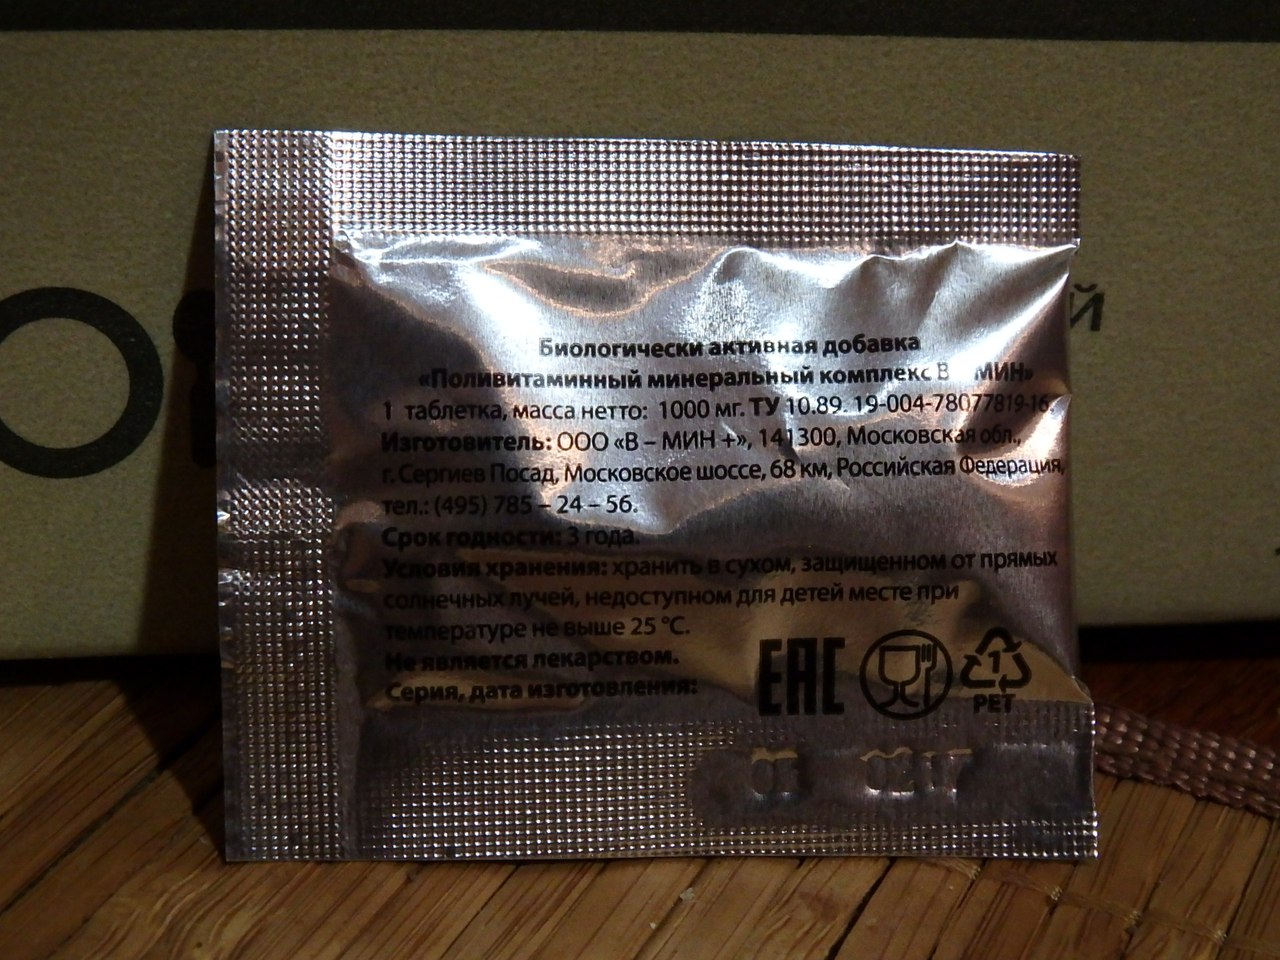 Биологически активная добавка
«Поливитаминный минеральный комплекс В МИН»
1 таблетка, масса нетто: 1000 мг. ТУ 10.89. 19-004-78077819-16.
Изготовитель: ООО «В – МИН +», 141300, Московская обл.,
г. Сергиев Посад, Московское шоссе, 68 км, Российская Федерация,
тел.: (495) 785 – 24 – 56.
Срок годности: 3 года.
Условия хранения: хранить в сухом, защищенном от прямых
солнечных лучей, недоступном для детей месте при
температуре не выше 25 °С.
Не является лекарством.
Серия, дата изготовления:
ЕАС
1
PET
0217